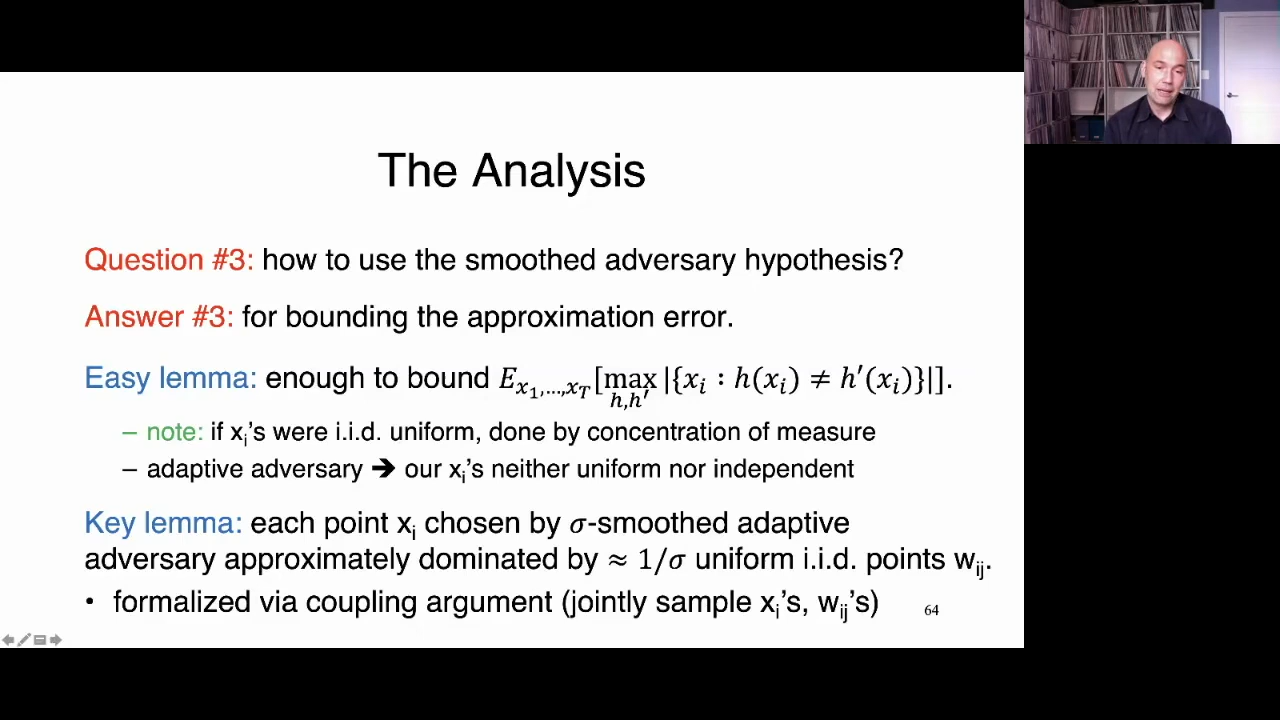 The Analysis
Question #3: how to use the smoothed adversary hypothesis?
Answer #3: for bounding the approximation error.
Easy lemma: enough to bound $E_{x_1,\ldots,x_T}[\max_{h,h'} |\{x_i : h(x_i) \neq h'(x_i)\}|]$.
– note: if x_i's were i.i.d. uniform, done by concentration of measure
– adaptive adversary ➔ our x_i's neither uniform nor independent
Key lemma: each point x_i chosen by σ-smoothed adaptive
adversary approximately dominated by ≈ 1/σ uniform i.i.d. points w_ij.
• formalized via coupling argument (jointly sample x_i's, w_ij's)
64